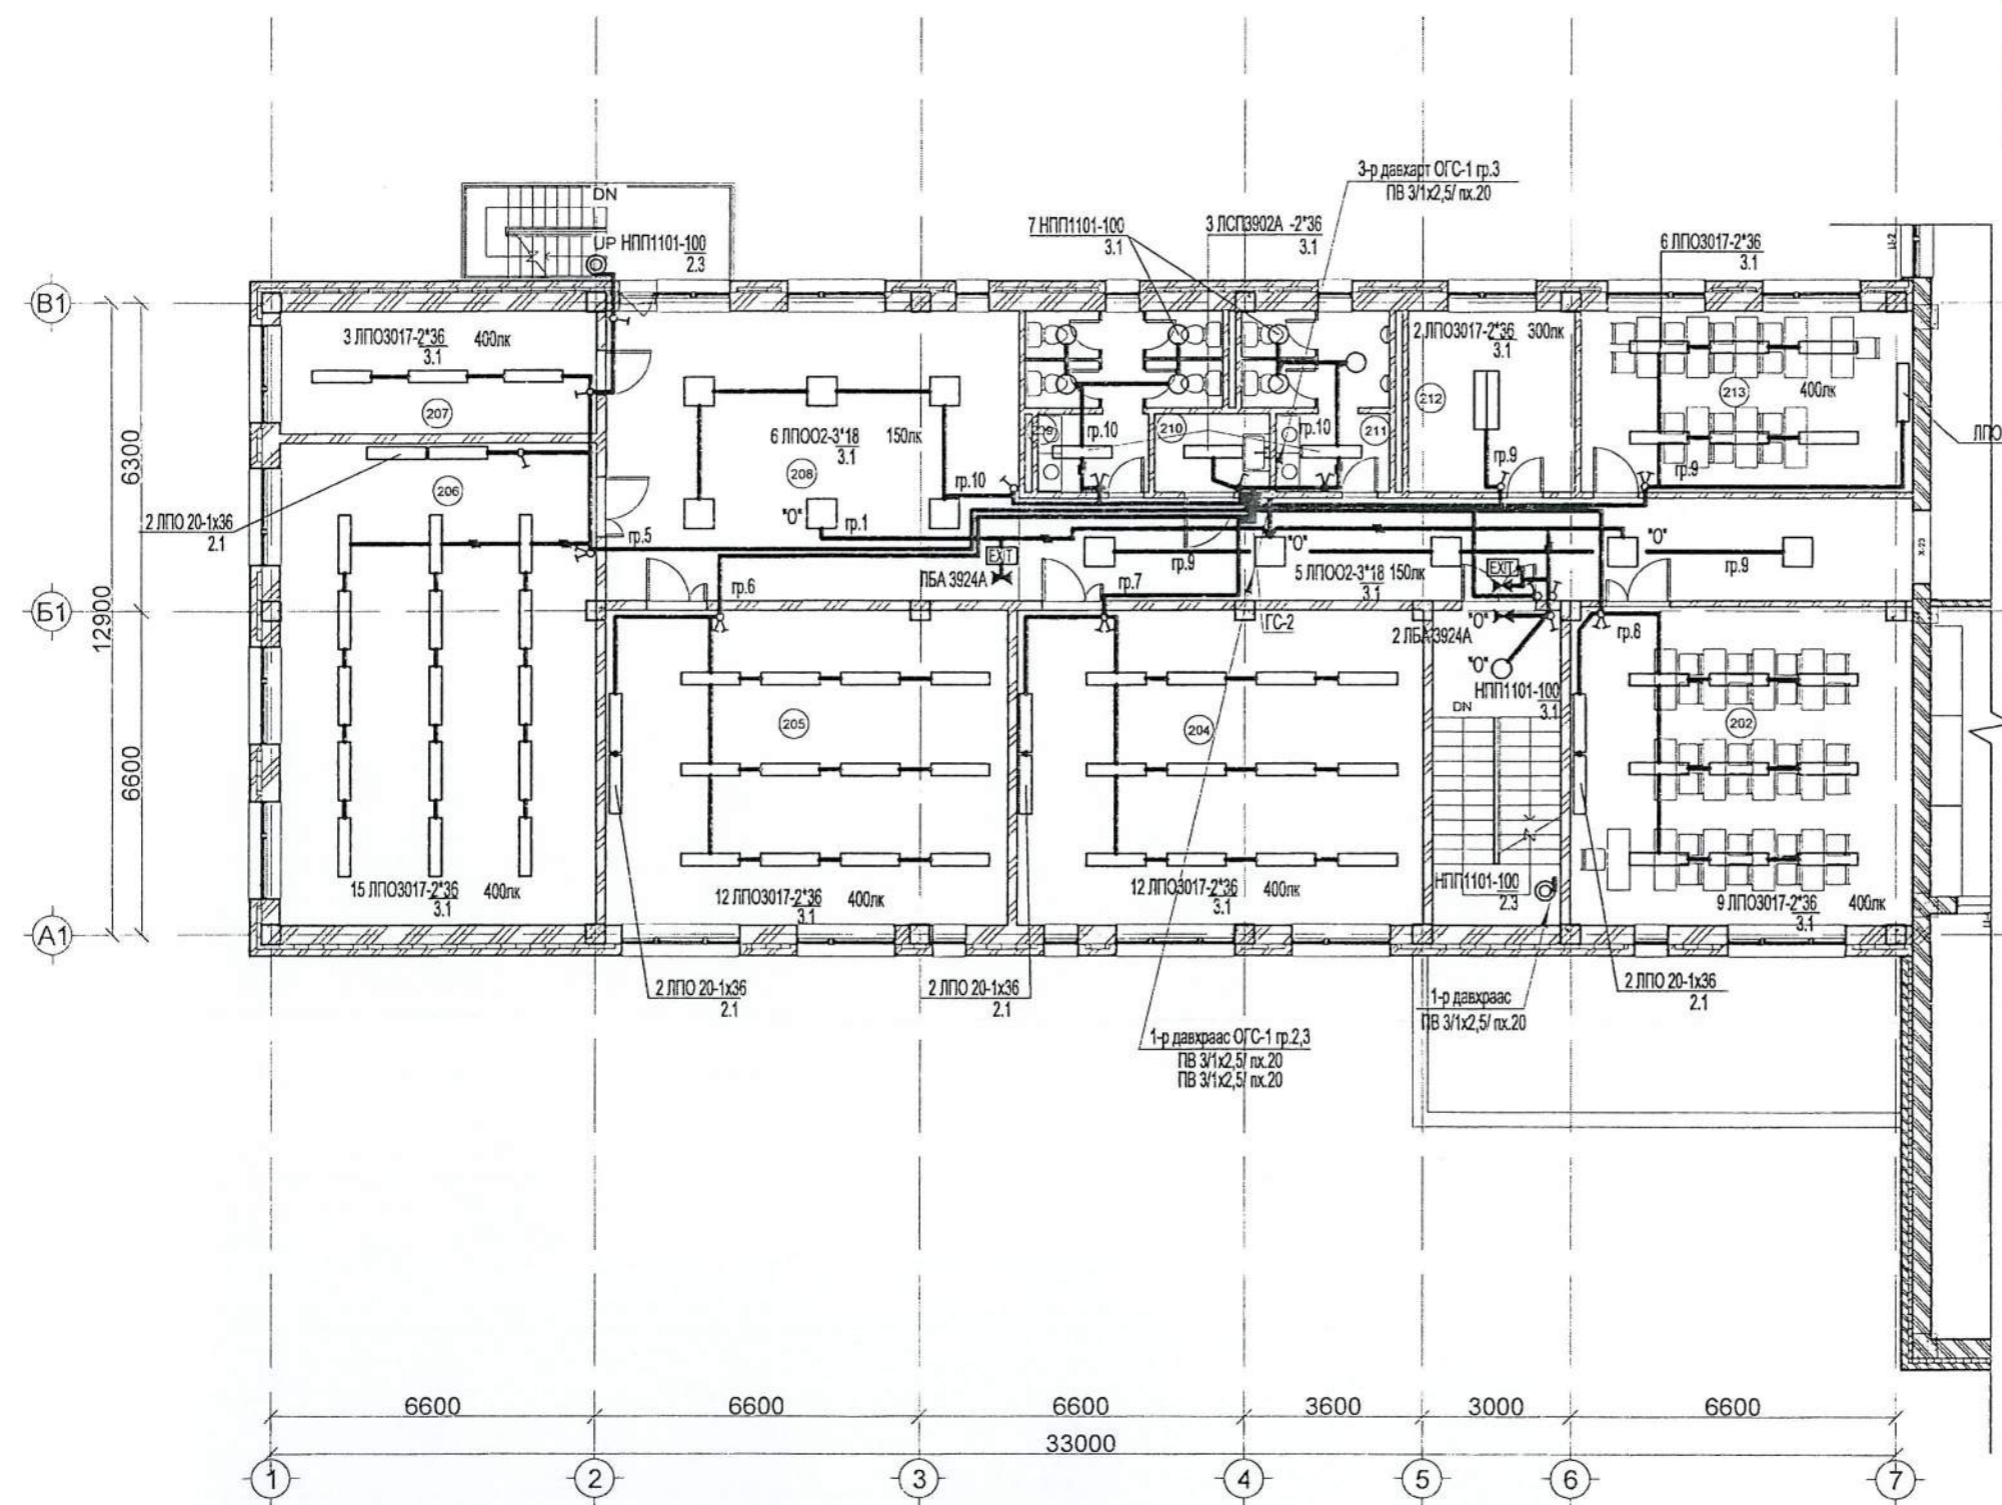 3-р давхарт ОГС-1 гр.3
ПВ 3/1х2,5/ пх.20
DN
UP
НПП1101-100
2.3
7 НПП1101-100
3.1
3 ЛСП3902А -2*36
3.1
6 ЛПО3017-2*36
3.1
В1
3 ЛПО3017-2*36 400лк
3.1
207
6 ЛПОО2-3*18 150лк
3.1
208
гр.10
210
гр.10
211
2 ЛПО3017-2*36 300лк
3.1
212
213
400лк
ЛПО
6300
206
2 ЛПО 20-1х36
2.1
"О"
гр.1
гр.10
гр.9
гр.9
гр.5
EXIT
ЛБА 3924А
гр.9
"О"
5 ЛПОО2-3*18 150лк
3.1
EXIT
"О"
гр.9
Х-23
гр.6
гр.7
Б1
12900
ГС-2
"О"
2 ЛБА 3924А
гр.8
"О"
НПП1101-100
3.1
DN
205
204
202
6600
15 ЛПО3017-2*36 400лк
3.1
12 ЛПО3017-2*36 400лк
3.1
12 ЛПО3017-2*36 400лк
3.1
НПП1101-100
2.3
9 ЛПО3017-2*36 400лк
3.1
А1
2 ЛПО 20-1х36
2.1
2 ЛПО 20-1х36
2.1
1-р давхраас
ПВ 3/1х2,5/ пх.20
2 ЛПО 20-1х36
2.1
1-р давхраас ОГС-1 гр.2,3
ПВ 3/1х2,5/ пх.20
ПВ 3/1х2,5/ пх.20
6600 6600 6600 3600 3000 6600
33000
1 2 3 4 5 6 7